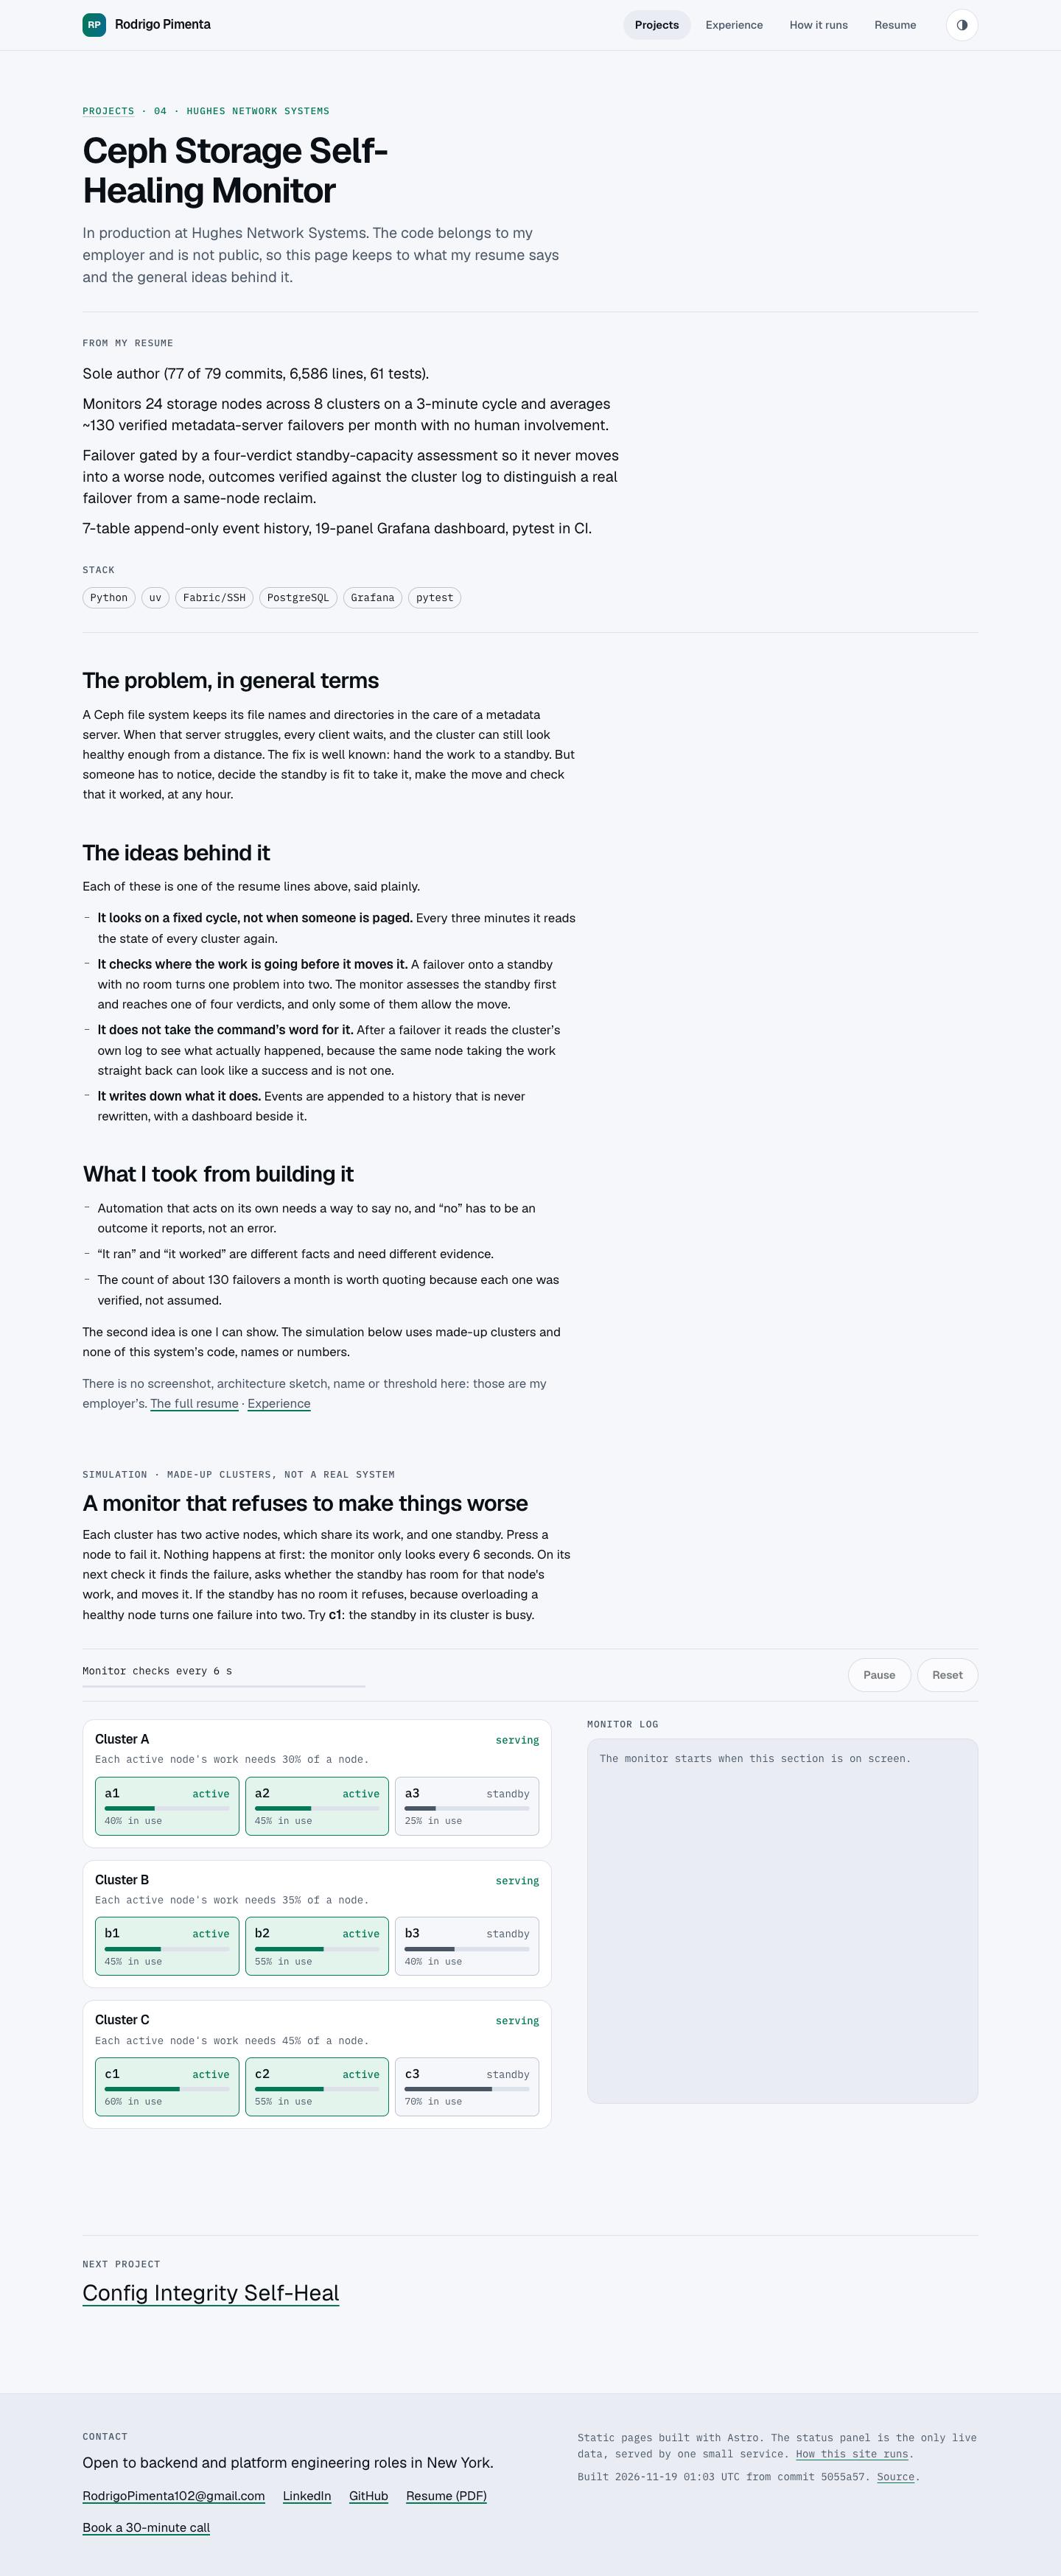 RP Rodrigo Pimenta Projects Experience How it runs Resume
PROJECTS · 04 · HUGHES NETWORK SYSTEMS
Ceph Storage Self-
Healing Monitor
In production at Hughes Network Systems. The code belongs to my
employer and is not public, so this page keeps to what my resume says
and the general ideas behind it.
FROM MY RESUME
Sole author (77 of 79 commits, 6,586 lines, 61 tests).
Monitors 24 storage nodes across 8 clusters on a 3-minute cycle and averages
~130 verified metadata-server failovers per month with no human involvement.
Failover gated by a four-verdict standby-capacity assessment so it never moves
into a worse node, outcomes verified against the cluster log to distinguish a real
failover from a same-node reclaim.
7-table append-only event history, 19-panel Grafana dashboard, pytest in CI.
STACK
Python uv Fabric/SSH PostgreSQL Grafana pytest
The problem, in general terms
A Ceph file system keeps its file names and directories in the care of a metadata
server. When that server struggles, every client waits, and the cluster can still look
healthy enough from a distance. The fix is well known: hand the work to a standby. But
someone has to notice, decide the standby is fit to take it, make the move and check
that it worked, at any hour.
The ideas behind it
Each of these is one of the resume lines above, said plainly.
– It looks on a fixed cycle, not when someone is paged. Every three minutes it reads
the state of every cluster again.
– It checks where the work is going before it moves it. A failover onto a standby
with no room turns one problem into two. The monitor assesses the standby first
and reaches one of four verdicts, and only some of them allow the move.
– It does not take the command's word for it. After a failover it reads the cluster's
own log to see what actually happened, because the same node taking the work
straight back can look like a success and is not one.
– It writes down what it does. Events are appended to a history that is never
rewritten, with a dashboard beside it.
What I took from building it
– Automation that acts on its own needs a way to say no, and “no” has to be an
outcome it reports, not an error.
– “It ran” and “it worked” are different facts and need different evidence.
– The count of about 130 failovers a month is worth quoting because each one was
verified, not assumed.
The second idea is one I can show. The simulation below uses made-up clusters and
none of this system's code, names or numbers.
There is no screenshot, architecture sketch, name or threshold here: those are my
employer's. The full resume · Experience
SIMULATION · MADE-UP CLUSTERS, NOT A REAL SYSTEM
A monitor that refuses to make things worse
Each cluster has two active nodes, which share its work, and one standby. Press a
node to fail it. Nothing happens at first: the monitor only looks every 6 seconds. On its
next check it finds the failure, asks whether the standby has room for that node's
work, and moves it. If the standby has no room it refuses, because overloading a
healthy node turns one failure into two. Try c1: the standby in its cluster is busy.
Monitor checks every 6 s Pause Reset
Cluster A serving
Each active node's work needs 30% of a node.
a1 active a2 active a3 standby
40% in use 45% in use 25% in use
Cluster B serving
Each active node's work needs 35% of a node.
b1 active b2 active b3 standby
45% in use 55% in use 40% in use
Cluster C serving
Each active node's work needs 45% of a node.
c1 active c2 active c3 standby
60% in use 55% in use 70% in use
MONITOR LOG
The monitor starts when this section is on screen.
NEXT PROJECT
Config Integrity Self-Heal
CONTACT
Open to backend and platform engineering roles in New York.
RodrigoPimenta102@gmail.com LinkedIn GitHub Resume (PDF)
Book a 30-minute call
Static pages built with Astro. The status panel is the only live
data, served by one small service. How this site runs.
Built 2026-11-19 01:03 UTC from commit 5055a57. Source.